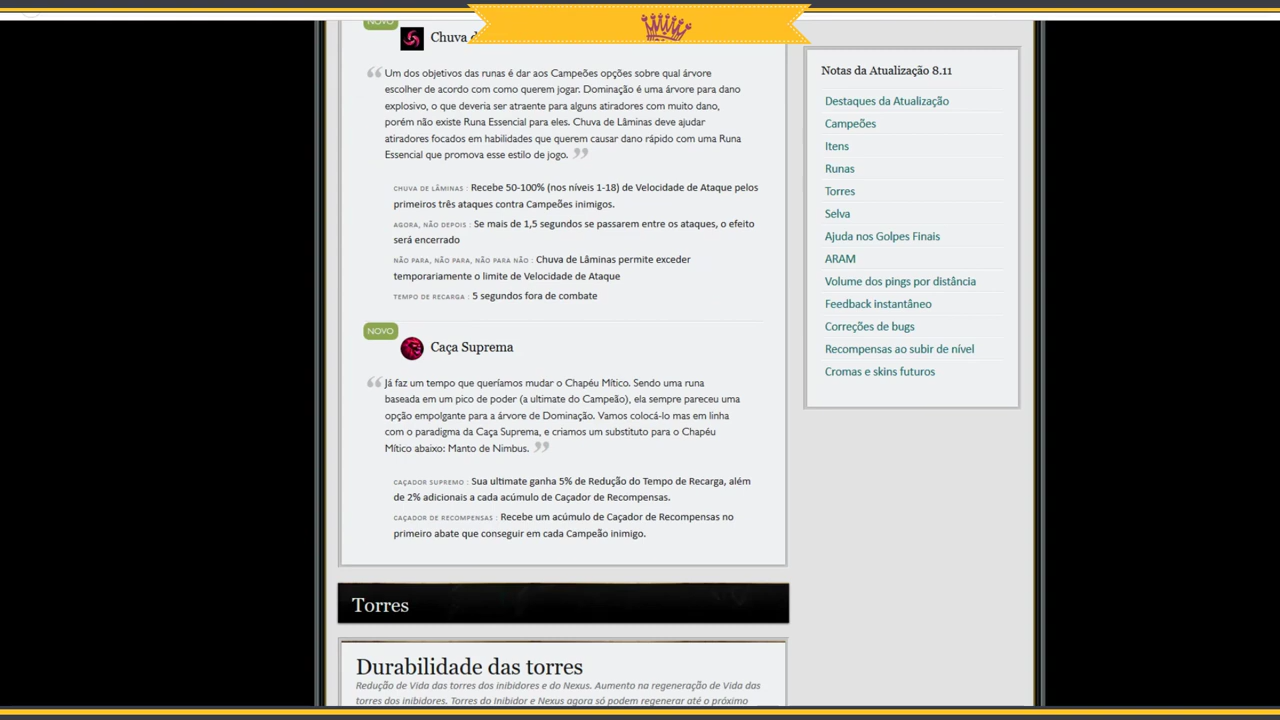 NOVO
Chuva d
Um dos objetivos das runas é dar aos Campeões opções sobre qual árvore
escolher de acordo com como querem jogar. Dominação é uma árvore para dano
explosivo, o que deveria ser atraente para alguns atiradores com muito dano,
porém não existe Runa Essencial para eles. Chuva de Lâminas deve ajudar
atiradores focados em habilidades que querem causar dano rápido com uma Runa
Essencial que promova esse estilo de jogo.
CHUVA DE LÂMINAS : Recebe 50-100% (nos níveis 1-18) de Velocidade de Ataque pelos
primeiros três ataques contra Campeões inimigos.
AGORA, NÃO DEPOIS : Se mais de 1,5 segundos se passarem entre os ataques, o efeito
será encerrado
NÃO PARA, NÃO PARA, NÃO PARA NÃO : Chuva de Lâminas permite exceder
temporariamente o limite de Velocidade de Ataque
TEMPO DE RECARGA : 5 segundos fora de combate
NOVO
Caça Suprema
Já faz um tempo que queríamos mudar o Chapéu Mítico. Sendo uma runa
baseada em um pico de poder (a ultimate do Campeão), ela sempre pareceu uma
opção empolgante para a árvore de Dominação. Vamos colocá-lo mas em linha
com o paradigma da Caça Suprema, e criamos um substituto para o Chapéu
Mítico abaixo: Manto de Nimbus.
CAÇADOR SUPREMO : Sua ultimate ganha 5% de Redução do Tempo de Recarga, além
de 2% adicionais a cada acúmulo de Caçador de Recompensas.
CAÇADOR DE RECOMPENSAS : Recebe um acúmulo de Caçador de Recompensas no
primeiro abate que conseguir em cada Campeão inimigo.
Torres
Durabilidade das torres
Redução de Vida das torres dos inibidores e do Nexus. Aumento na regeneração de Vida das
torres dos inibidores. Torres do Inibidor e Nexus agora só podem regenerar até o próximo
Notas da Atualização 8.11
Destaques da Atualização
Campeões
Itens
Runas
Torres
Selva
Ajuda nos Golpes Finais
ARAM
Volume dos pings por distância
Feedback instantâneo
Correções de bugs
Recompensas ao subir de nível
Cromas e skins futuros